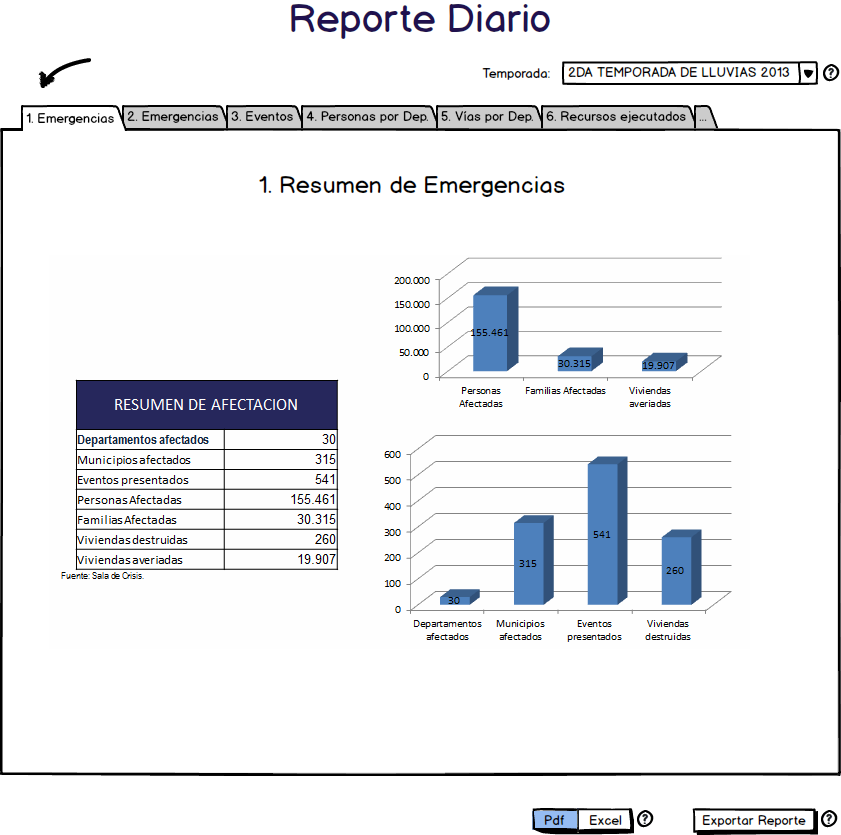 Reporte Diario
Temporada: 2DA TEMPORADA DE LLUVIAS 2013 ?
1. Emergencias 2. Emergencias 3. Eventos 4. Personas por Dep. 5. Vías por Dep. 6. Recursos ejecutados ...
1. Resumen de Emergencias
200.000
150.000
100.000
50.000
0
155.461
30.315
19.907
Personas
Afectadas
Familias Afectadas
Viviendas
averiadas
RESUMEN DE AFECTACION
Departamentos afectados 30
Municipios afectados 315
Eventos presentados 541
Personas Afectadas 155.461
Familias Afectadas 30.315
Viviendas destruidas 260
Viviendas averiadas 19.907
Fuente: Sala de Crisis.
600
500
400
300
200
100
0
30
315
541
260
Departamentos
afectados
Municipios
afectados
Eventos
presentados
Viviendas
destruidas
Pdf Excel ? Exportar Reporte ?